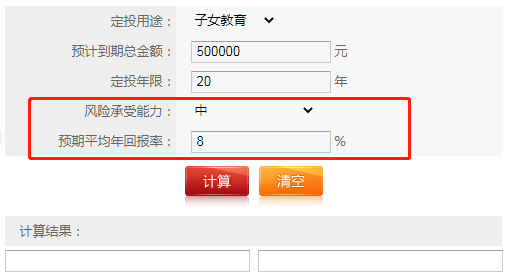 定投用途： 子女教育
预计到期总金额： 500000 元
定投年限： 20 年
风险承受能力： 中
预期平均年回报率： 8 %
计算 清空
计算结果：